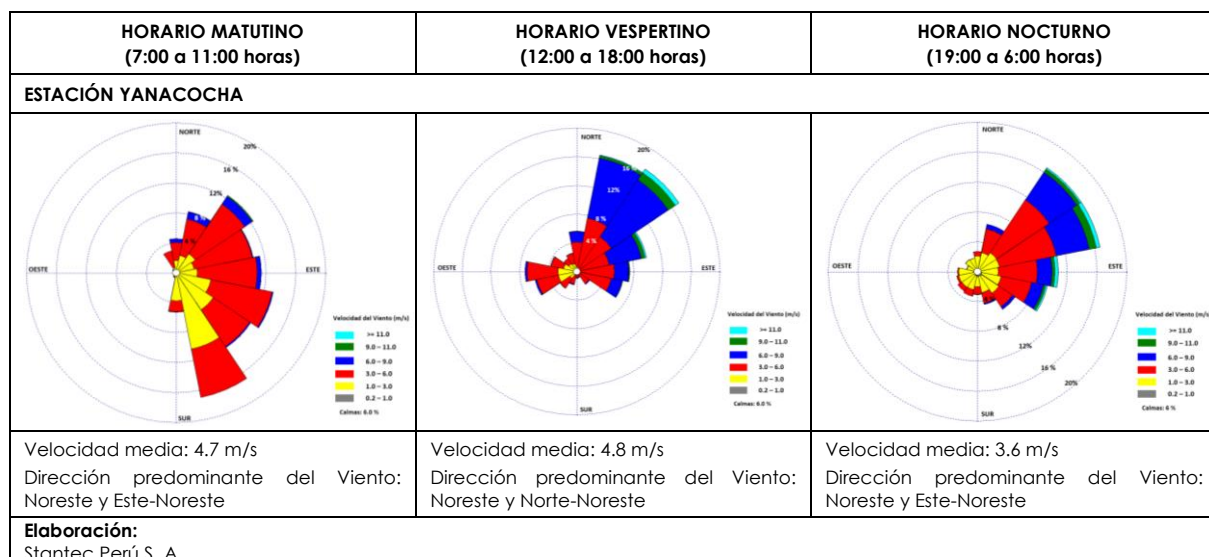 HORARIO MATUTINO
(7:00 a 11:00 horas)
HORARIO VESPERTINO
(12:00 a 18:00 horas)
HORARIO NOCTURNO
(19:00 a 6:00 horas)
ESTACIÓN YANACOCHA
NORTE
20%
16 %
12%
8 %
4 %
OESTE
ESTE
SUR
Velocidad del Viento (m/s)
>= 11.0
9.0 – 11.0
6.0 – 9.0
3.0 – 6.0
1.0 – 3.0
0.2 – 1.0
Calmas: 6.0 %
NORTE
20%
16 %
12%
8 %
4 %
OESTE
ESTE
SUR
Velocidad del Viento (m/s)
>= 11.0
9.0 – 11.0
6.0 – 9.0
3.0 – 6.0
1.0 – 3.0
0.2 – 1.0
Calmas: 6.0 %
NORTE
OESTE
ESTE
8 %
12%
16 %
20%
SUR
Velocidad del Viento (m/s)
>= 11.0
9.0 – 11.0
6.0 – 9.0
3.0 – 6.0
1.0 – 3.0
0.2 – 1.0
Calmas: 6 %
Velocidad media: 4.7 m/s
Dirección predominante del Viento:
Noreste y Este-Noreste
Velocidad media: 4.8 m/s
Dirección predominante del Viento:
Noreste y Norte-Noreste
Velocidad media: 3.6 m/s
Dirección predominante del Viento:
Noreste y Este-Noreste
Elaboración:
Stantec Perú S. A.